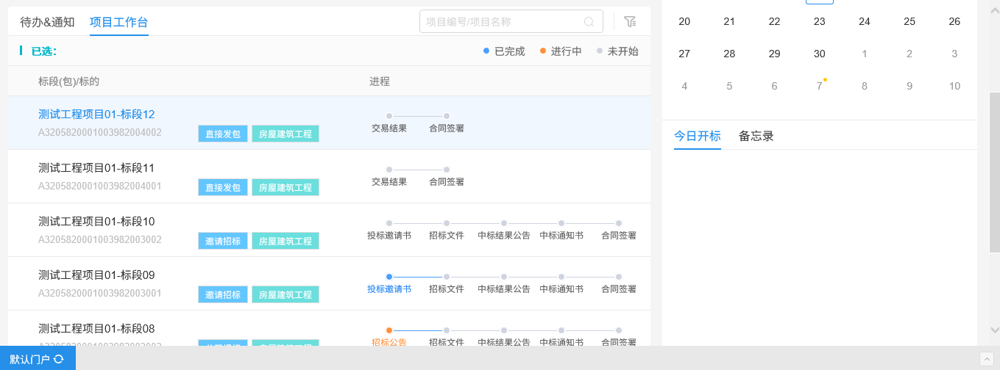 待办&通知 项目工作台 项目编号/项目名称
已选: 已完成 进行中 未开始
标段(包)/标的 进程
测试工程项目01-标段12
A3205820001003982004002 直接发包 房屋建筑工程 交易结果 合同签署
测试工程项目01-标段11
A3205820001003982004001 直接发包 房屋建筑工程 交易结果 合同签署
测试工程项目01-标段10
A3205820001003982003002 邀请招标 房屋建筑工程 投标邀请书 招标文件 中标结果公告 中标通知书 合同签署
测试工程项目01-标段09
A3205820001003982003001 邀请招标 房屋建筑工程 投标邀请书 招标文件 中标结果公告 中标通知书 合同签署
测试工程项目01-标段08
招标公告 招标文件 中标结果公告 中标通知书 合同签署
20 21 22 23 24 25 26
27 28 29 30 1 2 3
4 5 6 7 8 9 10
今日开标 备忘录
默认门户